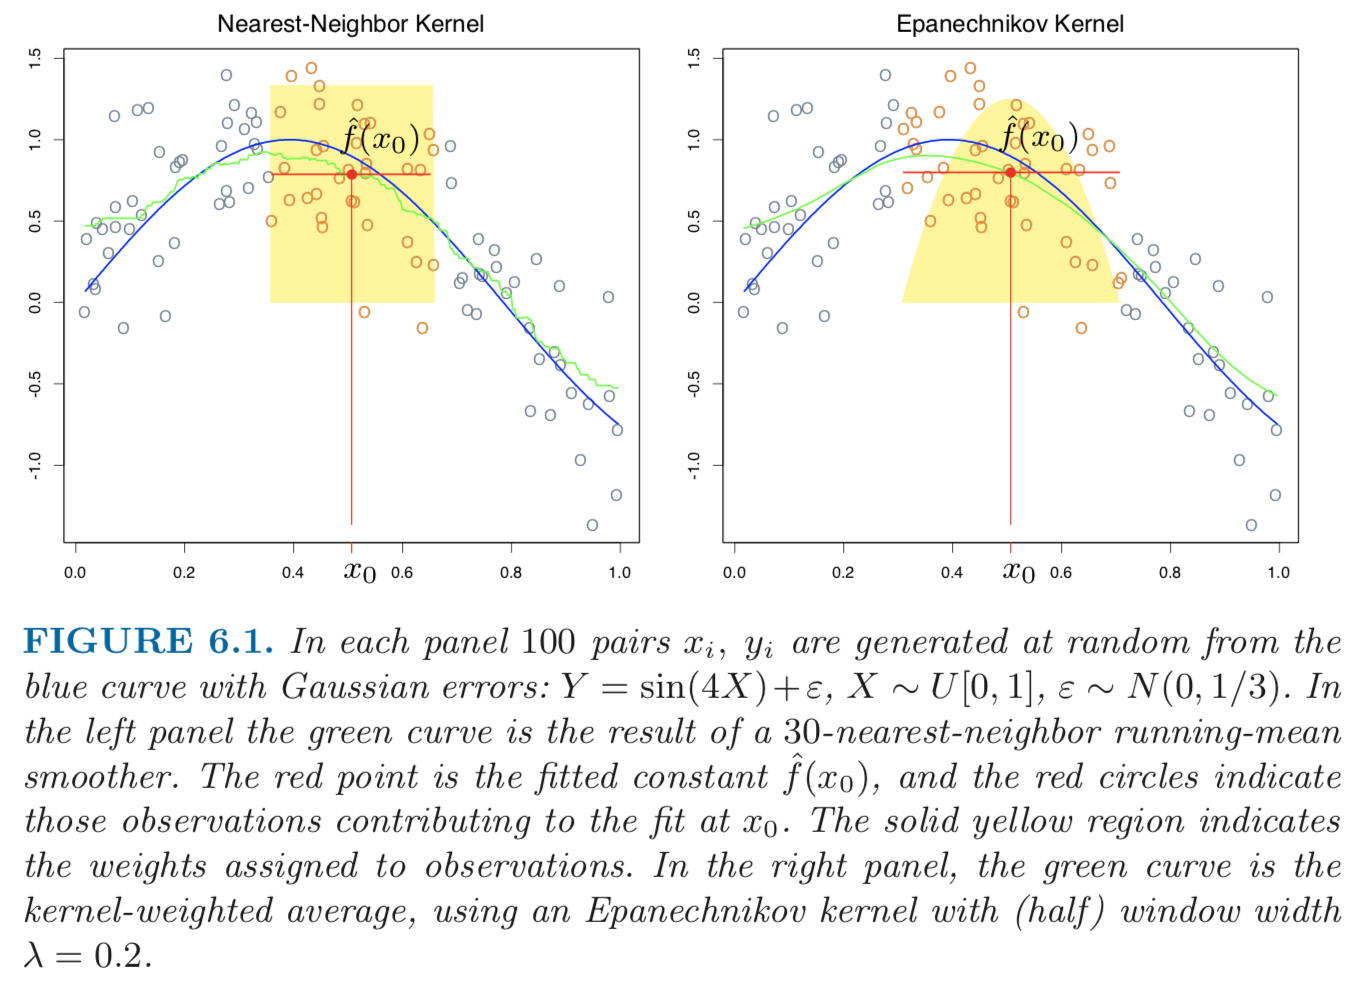 Nearest-Neighbor Kernel
Epanechnikov Kernel
1.5
1.0
0.5
0.0
-0.5
-1.0
f̂(x₀)
0.0 0.2 0.4 x₀ 0.6 0.8 1.0
1.5
1.0
0.5
0.0
-0.5
-1.0
f̂(x₀)
0.0 0.2 0.4 x₀ 0.6 0.8 1.0
FIGURE 6.1. In each panel 100 pairs xᵢ, yᵢ are generated at random from the
blue curve with Gaussian errors: Y = sin(4X)+ε, X ∼ U[0, 1], ε ∼ N(0, 1/3). In
the left panel the green curve is the result of a 30-nearest-neighbor running-mean
smoother. The red point is the fitted constant f̂(x₀), and the red circles indicate
those observations contributing to the fit at x₀. The solid yellow region indicates
the weights assigned to observations. In the right panel, the green curve is the
kernel-weighted average, using an Epanechnikov kernel with (half) window width
λ = 0.2.